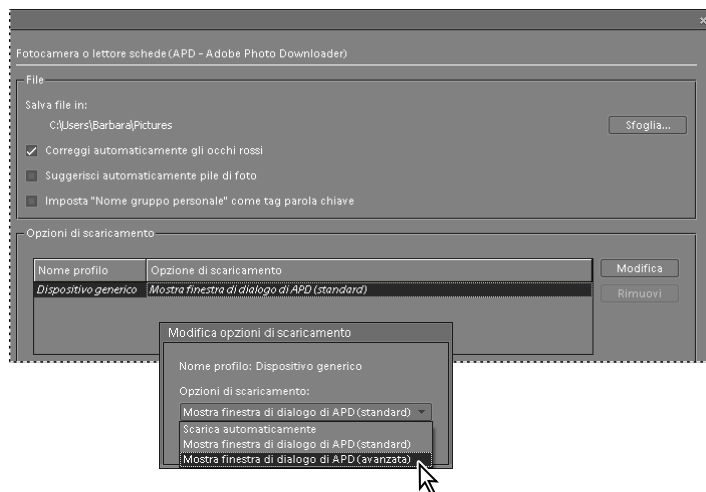 Fotocamera o lettore schede (APD - Adobe Photo Downloader)
File
Salva file in:
C:\Users\Barbara\Pictures
Sfoglia...
Correggi automaticamente gli occhi rossi
Suggerisci automaticamente pile di foto
Imposta "Nome gruppo personale" come tag parola chiave
Opzioni di scaricamento
Nome profilo Opzione di scaricamento Modifica
Dispositivo generico Mostra finestra di dialogo di APD (standard)
Rimuovi
Modifica opzioni di scaricamento
Nome profilo: Dispositivo generico
Opzioni di scaricamento:
Mostra finestra di dialogo di APD (standard)
Scarica automaticamente
Mostra finestra di dialogo di APD (standard)
Mostra finestra di dialogo di APD (avanzata)